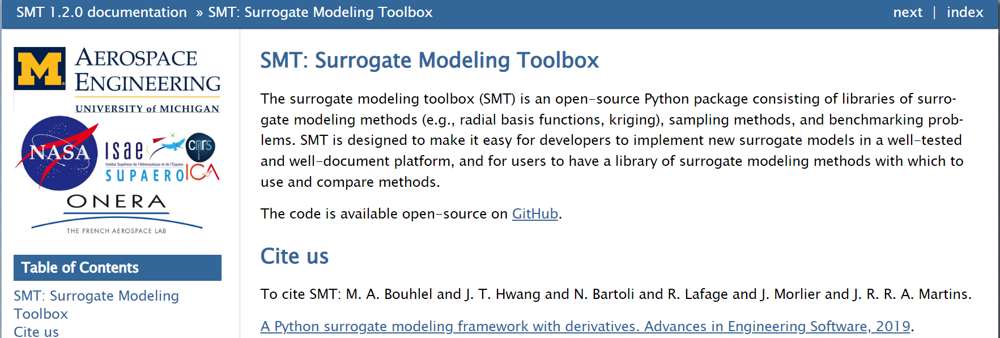 SMT 1.2.0 documentation » SMT: Surrogate Modeling Toolbox
next | index
M
AEROSPACE
ENGINEERING
UNIVERSITY of MICHIGAN
NASA
isae
cnrs
Institut Supérieur de l'Aéronautique et de l'Espace
SUPAERO
ICA
ONERA
THE FRENCH AEROSPACE LAB
Table of Contents
SMT: Surrogate Modeling
Toolbox
Cite us
SMT: Surrogate Modeling Toolbox
The surrogate modeling toolbox (SMT) is an open-source Python package consisting of libraries of surro-
gate modeling methods (e.g., radial basis functions, kriging), sampling methods, and benchmarking prob-
lems. SMT is designed to make it easy for developers to implement new surrogate models in a well-tested
and well-document platform, and for users to have a library of surrogate modeling methods with which to
use and compare methods.
The code is available open-source on GitHub.
Cite us
To cite SMT: M. A. Bouhlel and J. T. Hwang and N. Bartoli and R. Lafage and J. Morlier and J. R. R. A. Martins.
A Python surrogate modeling framework with derivatives. Advances in Engineering Software, 2019.